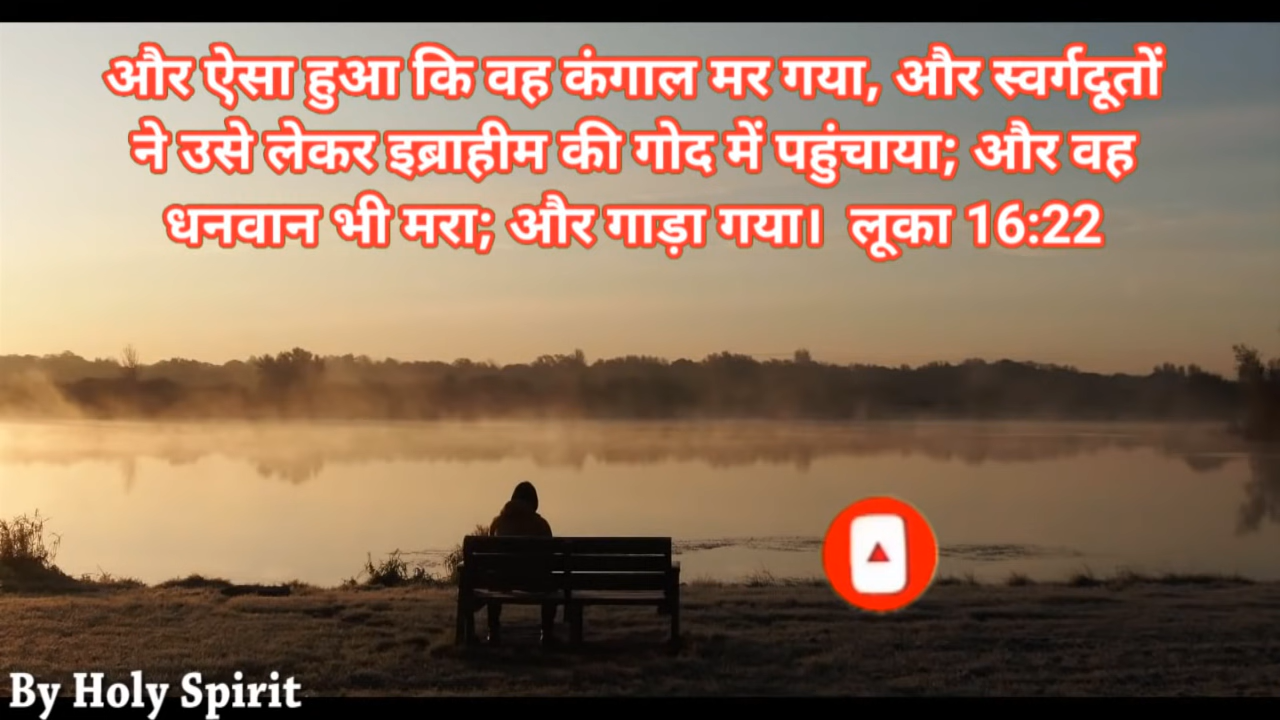 और ऐसा हुआ कि वह कंगाल मर गया, और स्वर्गदूतों
ने उसे लेकर इब्राहीम की गोद में पहुंचाया; और वह
धनवान भी मरा; और गाड़ा गया। लूका 16:22
By Holy Spirit